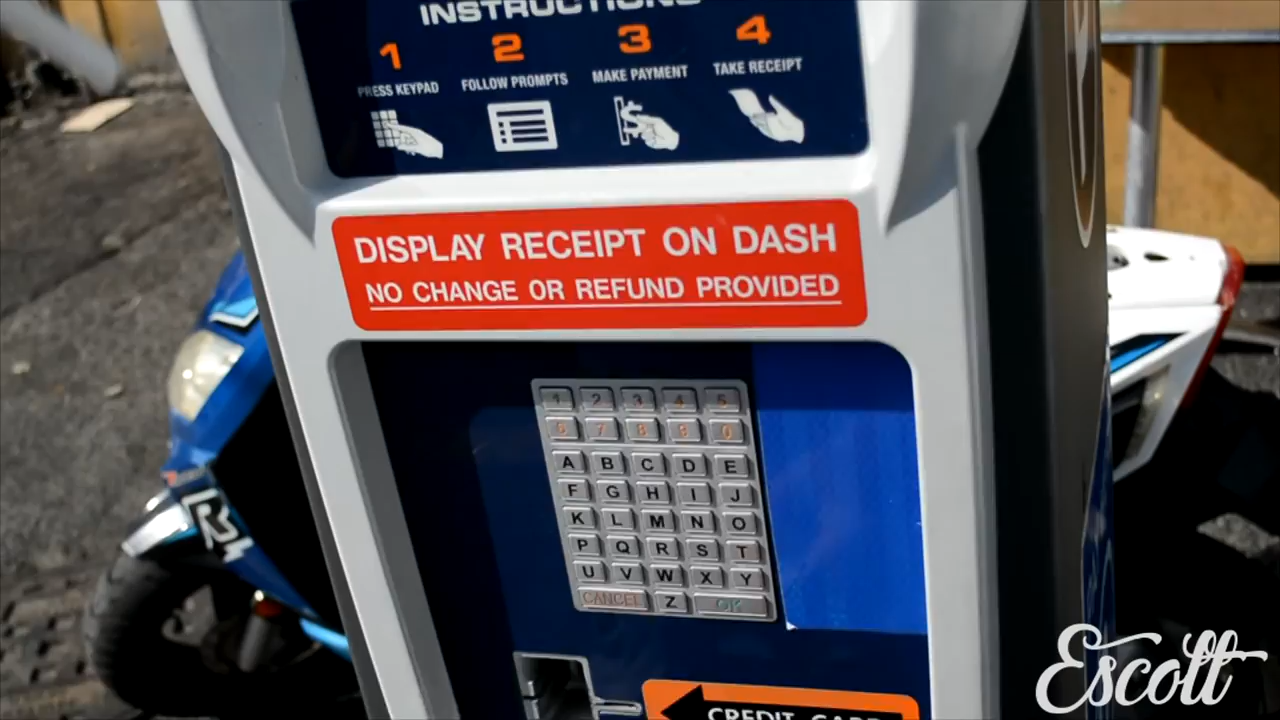 INSTRUCTIONS
1 2 3 4
PRESS KEYPAD FOLLOW PROMPTS MAKE PAYMENT TAKE RECEIPT
DISPLAY RECEIPT ON DASH
NO CHANGE OR REFUND PROVIDED
1 2 3 4 5
6 7 8 9 0
A B C D E
F G H I J
K L M N O
P Q R S T
U V W X Y
CANCEL Z OK
CREDIT CARD
R4
Escott